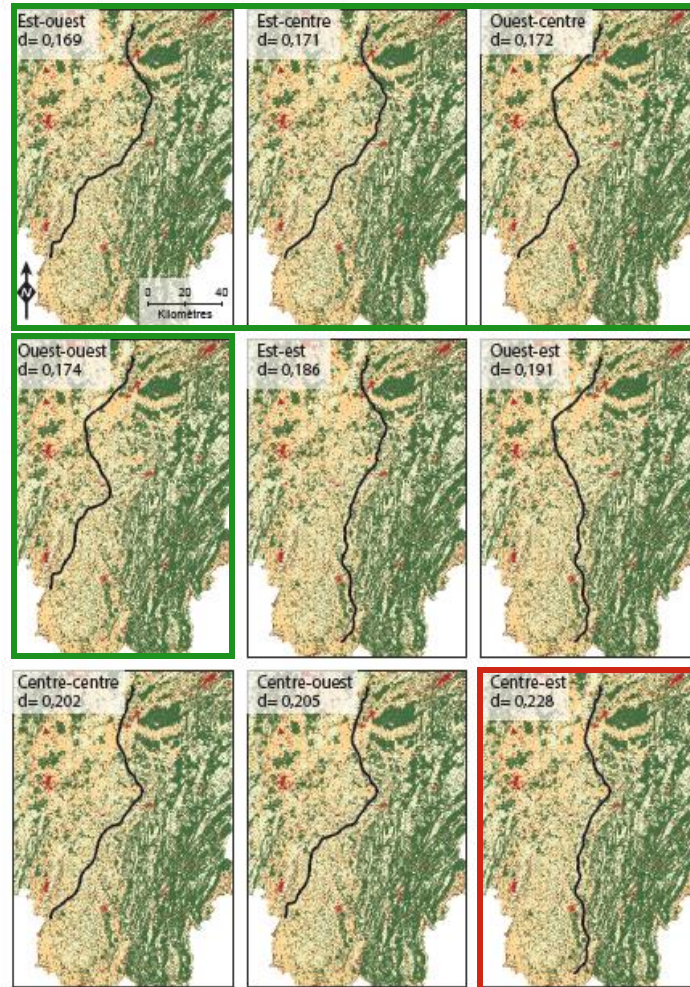 Est-ouest
d= 0,169
Est-centre
d= 0,171
Ouest-centre
d= 0,172
N
0 20 40
Kilomètres
Ouest-ouest
d= 0,174
Est-est
d= 0,186
Ouest-est
d= 0,191
Centre-centre
d= 0,202
Centre-ouest
d= 0,205
Centre-est
d= 0,228